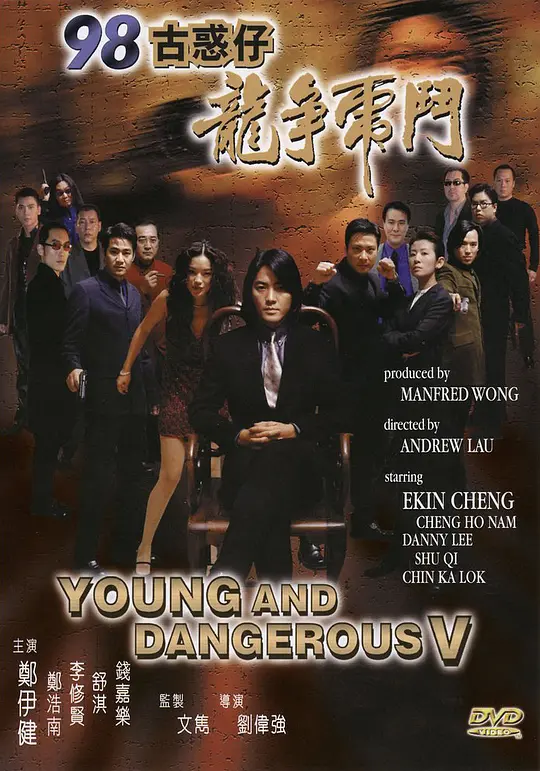 98古惑仔
龍爭虎鬥
produced by
MANFRED WONG
directed by
ANDREW LAU
starring
EKIN CHENG
CHENG HO NAM
DANNY LEE
SHU QI
CHIN KA LOK
YOUNG AND
DANGEROUS V
主演
鄭伊健
鄭浩南
李修賢
舒淇
錢嘉樂
監製
文雋
導演
劉偉強
DVD
VIDEO